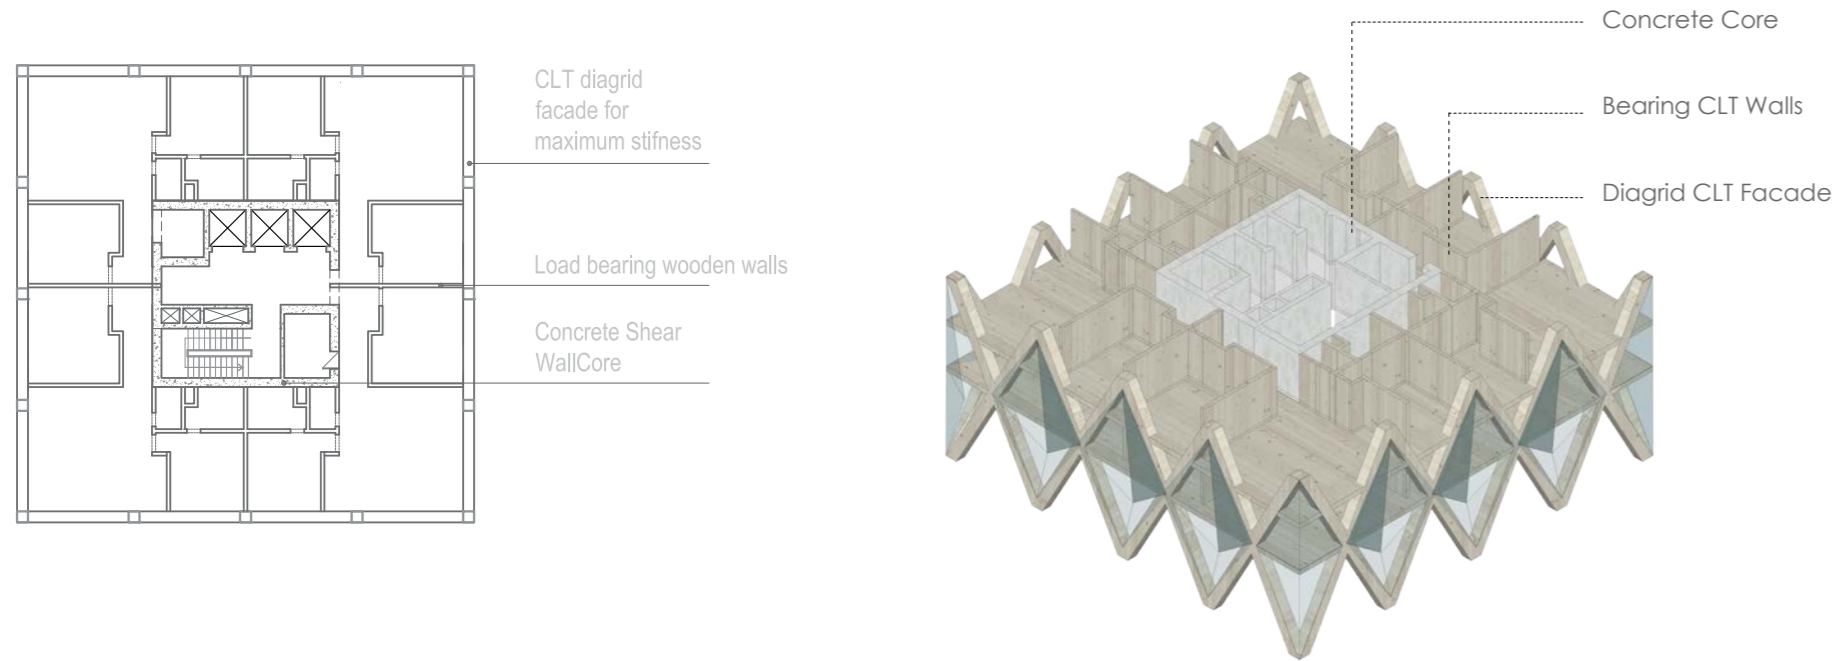 CLT diagrid
facade for
maximum stifness
Load bearing wooden walls
Concrete Shear
WallCore
Concrete Core
Bearing CLT Walls
Diagrid CLT Facade